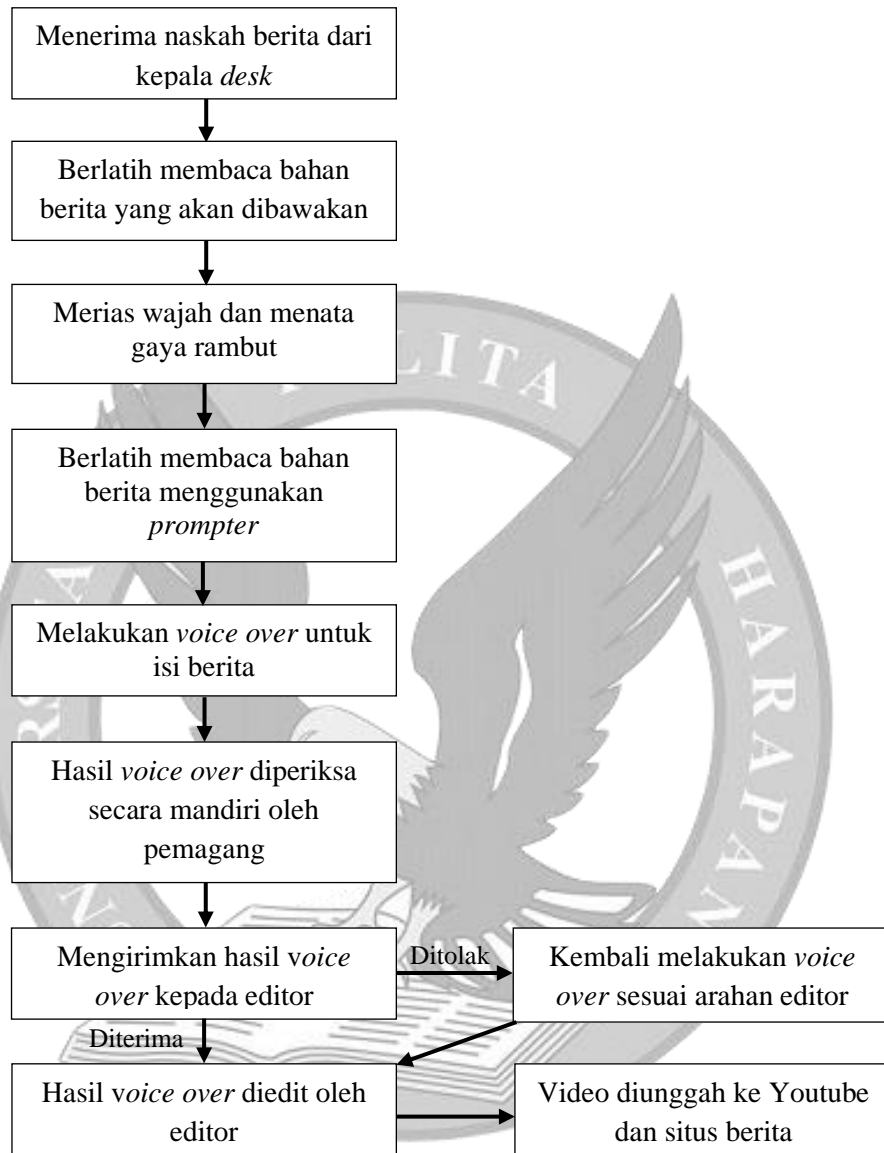 Menerima naskah berita dari
kepala desk
Berlatih membaca bahan
berita yang akan dibawakan
Merias wajah dan menata
gaya rambut
Berlatih membaca bahan
berita menggunakan
prompter
Melakukan voice over untuk
isi berita
Hasil voice over diperiksa
secara mandiri oleh
pemagang
Mengirimkan hasil voice
over kepada editor
Ditolak
Kembali melakukan voice
over sesuai arahan editor
Diterima
Hasil voice over diedit oleh
editor
Video diunggah ke Youtube
dan situs berita
LITA
HARAPAN